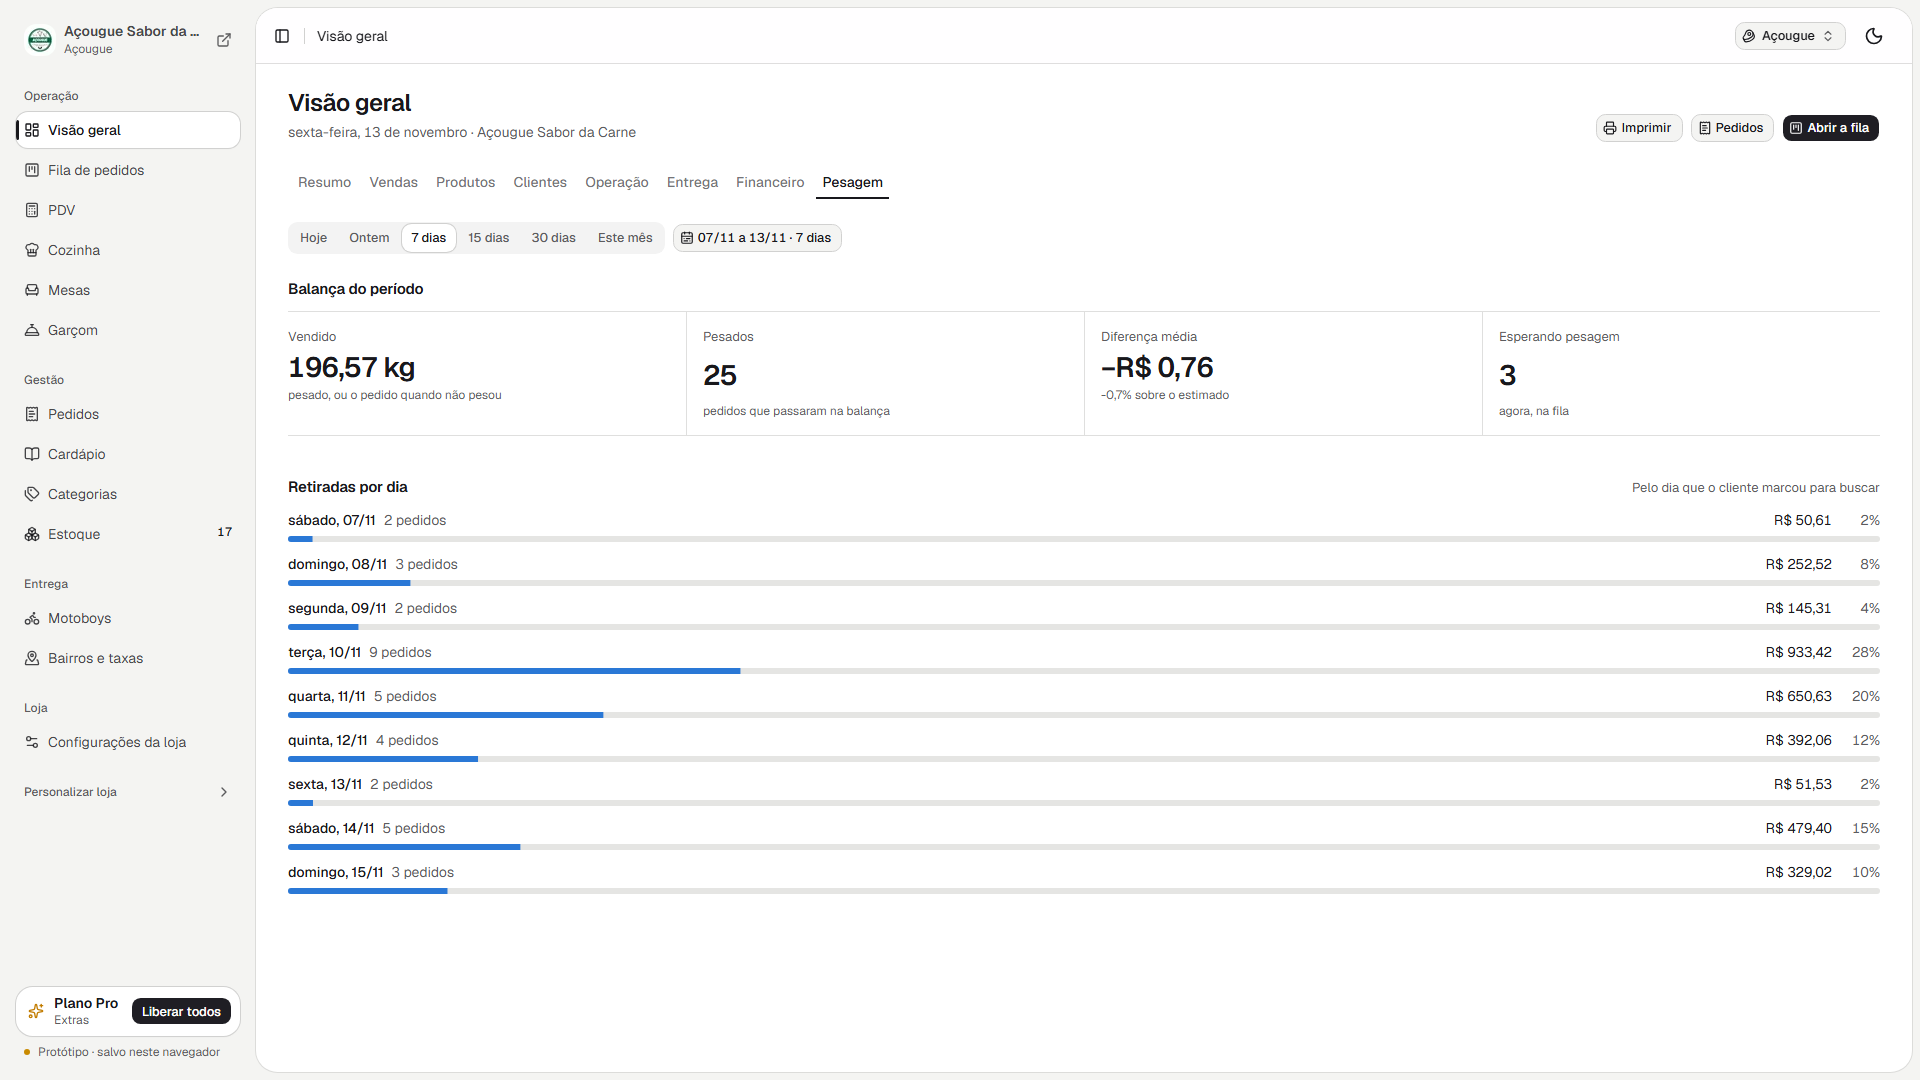 Açougue Sabor da ...
Açougue
Operação
Visão geral
Fila de pedidos
PDV
Cozinha
Mesas
Garçom
Gestão
Pedidos
Cardápio
Categorias
Estoque 17
Entrega
Motoboys
Bairros e taxas
Loja
Configurações da loja
Personalizar loja
Plano Pro
Extras
Liberar todos
Protótipo · salvo neste navegador
Visão geral
Açougue
Visão geral
sexta-feira, 13 de novembro · Açougue Sabor da Carne
Imprimir Pedidos Abrir a fila
Resumo Vendas Produtos Clientes Operação Entrega Financeiro Pesagem
Hoje Ontem 7 dias 15 dias 30 dias Este mês 07/11 a 13/11 · 7 dias
Balança do período
Vendido
196,57 kg
pesado, ou o pedido quando não pesou
Pesados
25
pedidos que passaram na balança
Diferença média
−R$ 0,76
-0,7% sobre o estimado
Esperando pesagem
3
agora, na fila
Retiradas por dia Pelo dia que o cliente marcou para buscar
sábado, 07/11 2 pedidos R$ 50,61 2%
domingo, 08/11 3 pedidos R$ 252,52 8%
segunda, 09/11 2 pedidos R$ 145,31 4%
terça, 10/11 9 pedidos R$ 933,42 28%
quarta, 11/11 5 pedidos R$ 650,63 20%
quinta, 12/11 4 pedidos R$ 392,06 12%
sexta, 13/11 2 pedidos R$ 51,53 2%
sábado, 14/11 5 pedidos R$ 479,40 15%
domingo, 15/11 3 pedidos R$ 329,02 10%